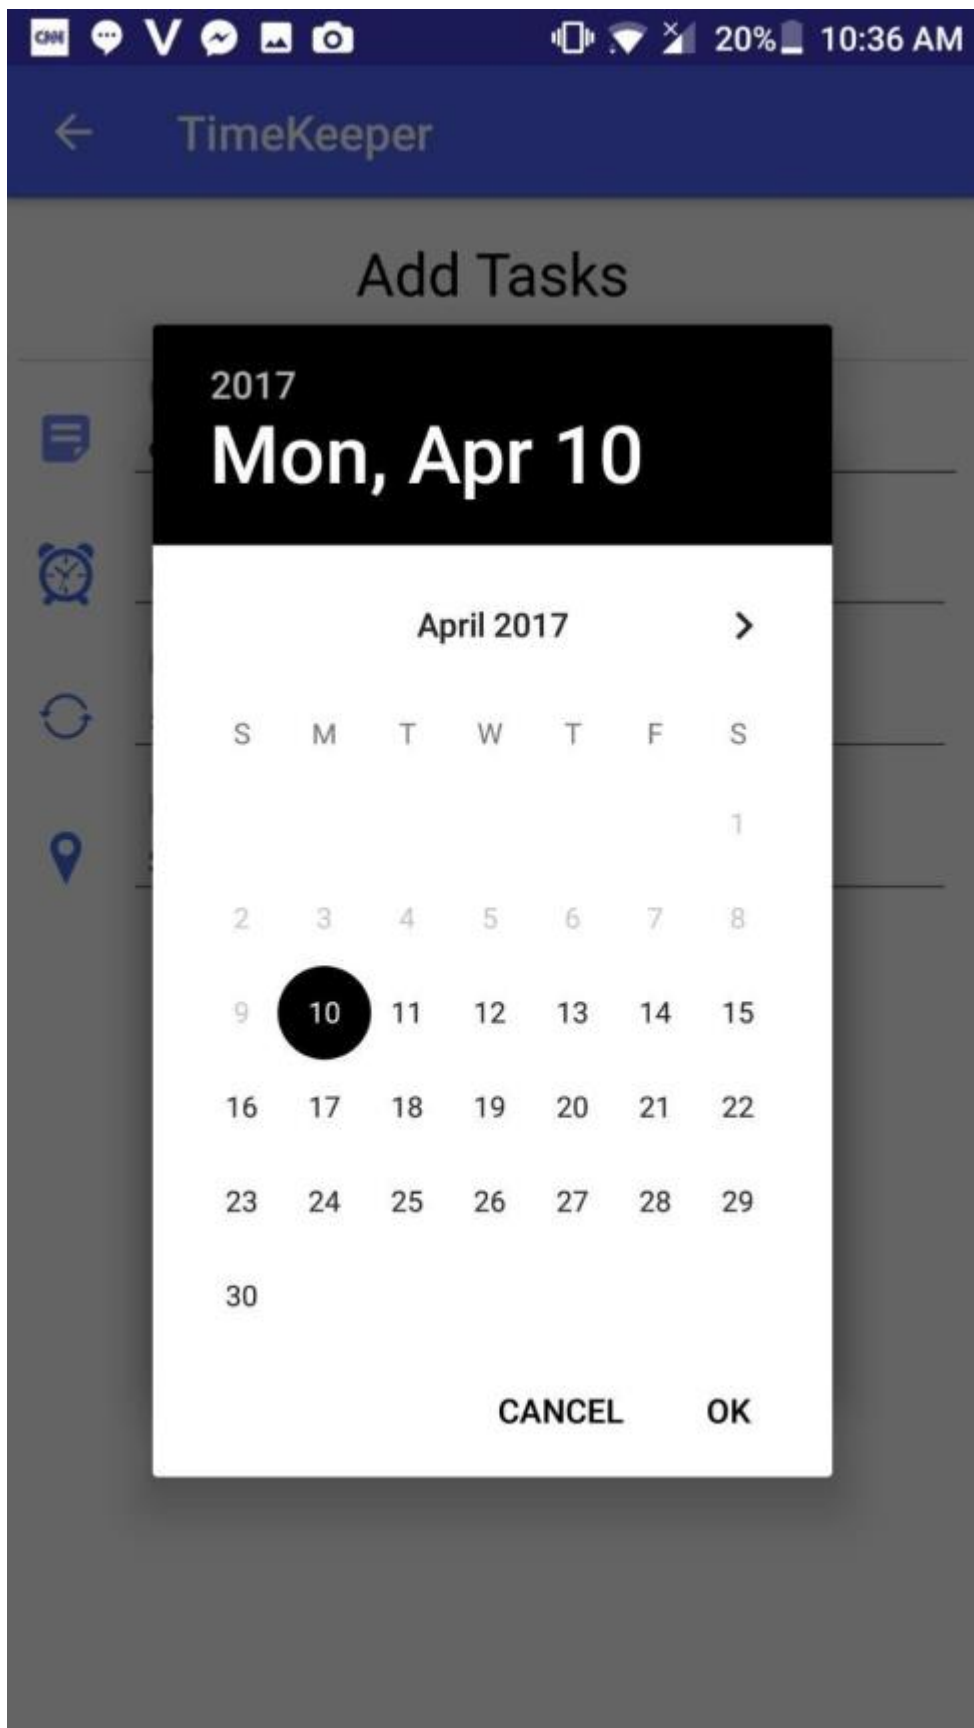 CNN 20% 10:36 AM
TimeKeeper
Add Tasks
2017
Mon, Apr 10
April 2017
S M T W T F S
1
2 3 4 5 6 7 8
9 10 11 12 13 14 15
16 17 18 19 20 21 22
23 24 25 26 27 28 29
30
CANCEL OK